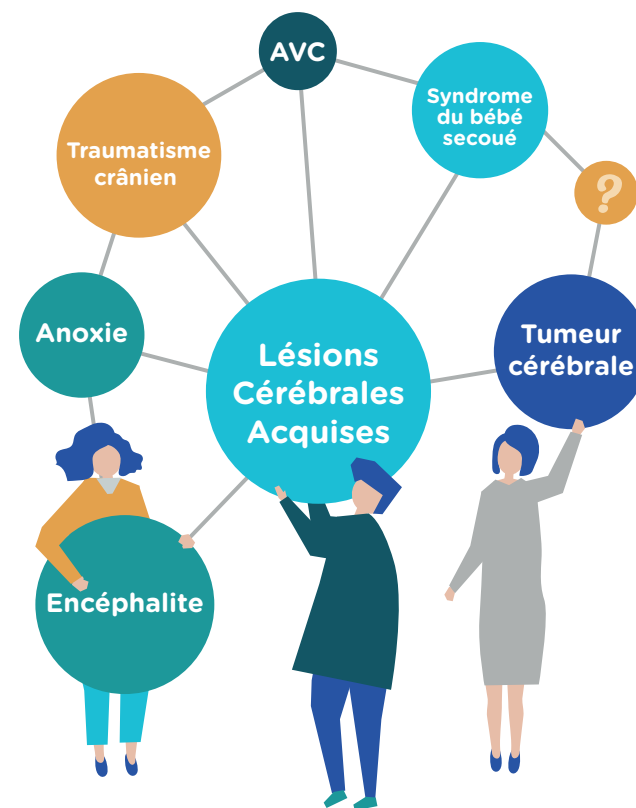 AVC
Syndrome
du bébé
secoué
Traumatisme
crânien
?
Anoxie
Tumeur
cérébrale
Lésions
Cérébrales
Acquises
Encéphalite